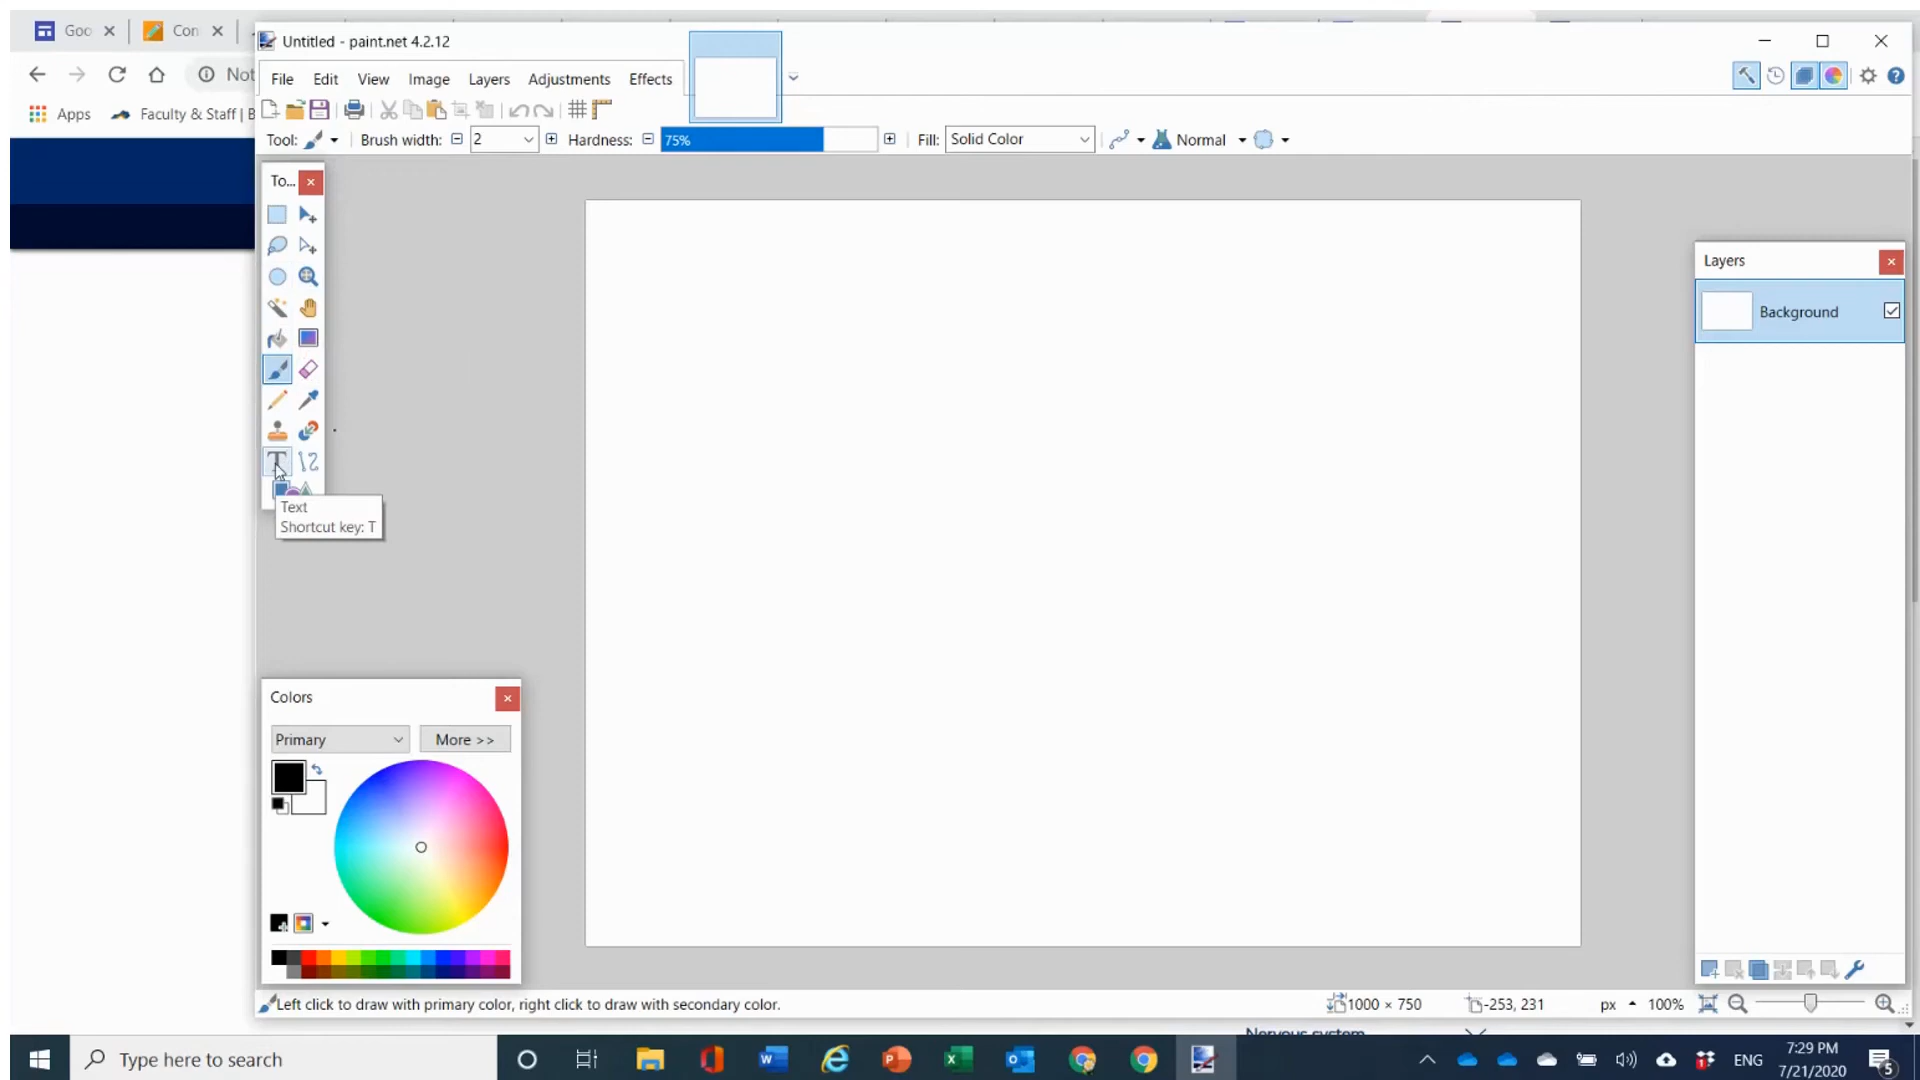 Goo
Con
Untitled - paint.net 4.2.12
Not
File Edit View Image Layers Adjustments Effects
Apps
Faculty & Staff | B
Tool:
Brush width: 2
Hardness: 75%
Fill: Solid Color
Normal
To...
Layers
Background
Text
Shortcut key: T
Colors
Primary
More >>
Left click to draw with primary color, right click to draw with secondary color.
1000 × 750
-253, 231
px
100%
Nervous system
Type here to search
ENG
7:29 PM
7/21/2020
5